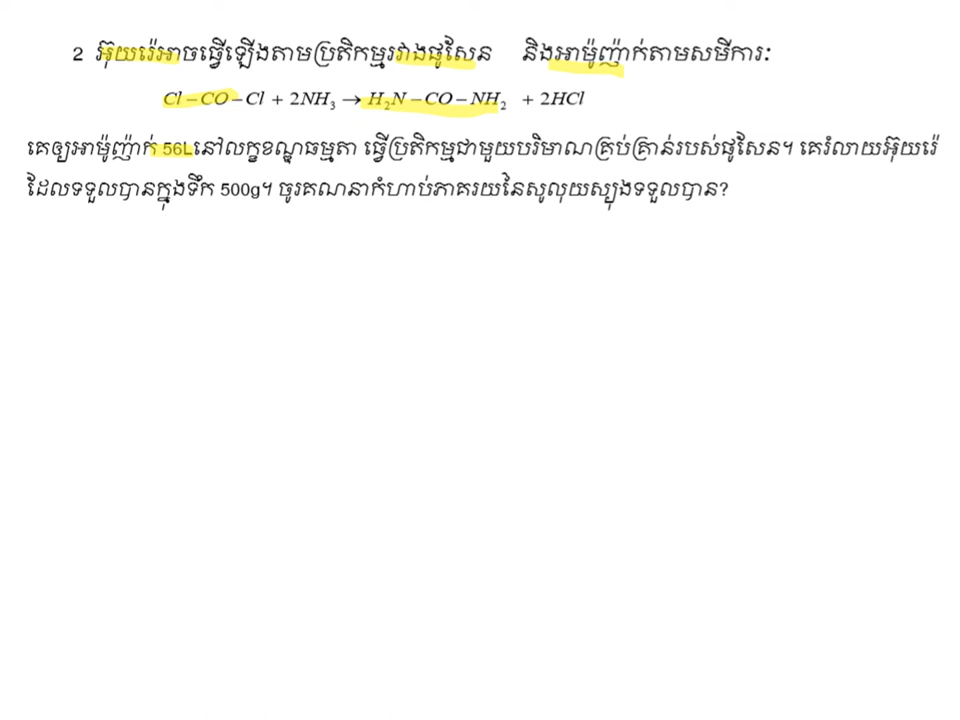 2 អ៊ុយរ៉េអាចធ្វើឡើងតាមប្រតិកម្មរវាងផូសែន និងអាម៉ូញ៉ាក់តាមសមីការៈ
Cl – CO – Cl + 2NH₃ → H₂N – CO – NH₂ + 2HCl
គេឲ្យអាម៉ូញ៉ាក់ 56Lនៅលក្ខខណ្ឌធម្មតា ធ្វើប្រតិកម្មជាមួយបរិមាណគ្រប់គ្រាន់របស់ផូសែន។ គេរំលាយអ៊ុយរ៉េ
ដែលទទួលបានក្នុងទឹក 500g។ ចូរគណនាកំហាប់ភាគរយនៃសូលុយស្យុងទទួលបាន?